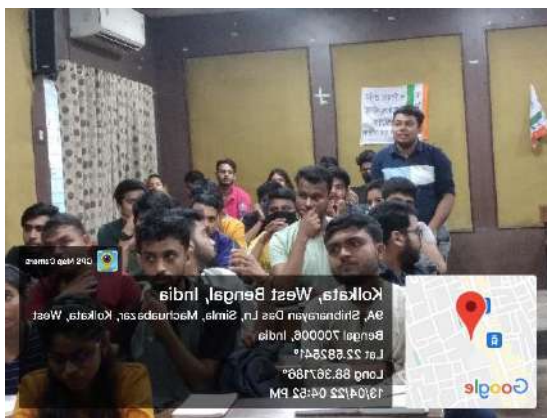 GPS Map Camera
Kolkata, West Bengal, India
9A, Shibnarayan Das Ln, Simla, Machuabazar, Kolkata, West
Bengal 700006, India
Lat 22.582641°
Long 88.367186°
13/04/22 04:52 PM
Google